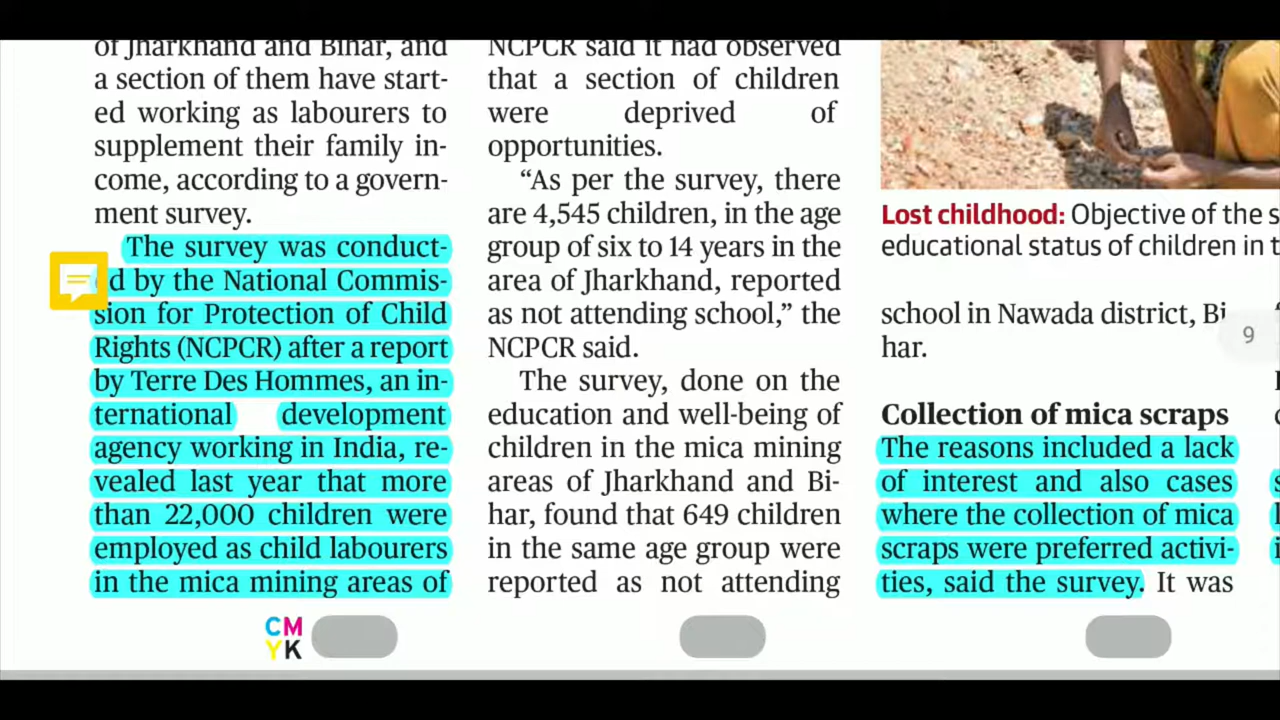 of Jharkhand and Bihar, and
a section of them have start-
ed working as labourers to
supplement their family in-
come, according to a govern-
ment survey.
The survey was conduct-
ed by the National Commis-
sion for Protection of Child
Rights (NCPCR) after a report
by Terre Des Hommes, an in-
ternational development
agency working in India, re-
vealed last year that more
than 22,000 children were
employed as child labourers
in the mica mining areas of
NCPCR said it had observed
that a section of children
were deprived of
opportunities.
“As per the survey, there
are 4,545 children, in the age
group of six to 14 years in the
area of Jharkhand, reported
as not attending school,” the
NCPCR said.
The survey, done on the
education and well-being of
children in the mica mining
areas of Jharkhand and Bi-
har, found that 649 children
in the same age group were
reported as not attending
Lost childhood: Objective of the s
educational status of children in t
school in Nawada district, Bi
har.
Collection of mica scraps
The reasons included a lack
of interest and also cases
where the collection of mica
scraps were preferred activi-
ties, said the survey. It was
9
CM
YK